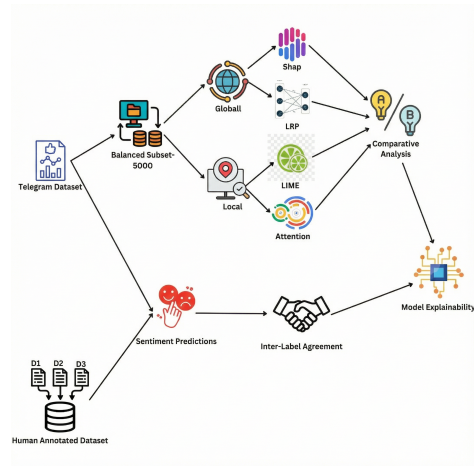 Shap
Globall
A
B
LRP
Comparative
Analysis
Balanced Subset-
5000
Telegram Dataset
LIME
Local
Attention
Model Explainability
Sentiment Predictions
Inter-Label Agreement
D1 D2 D3
Human Annotated Dataset